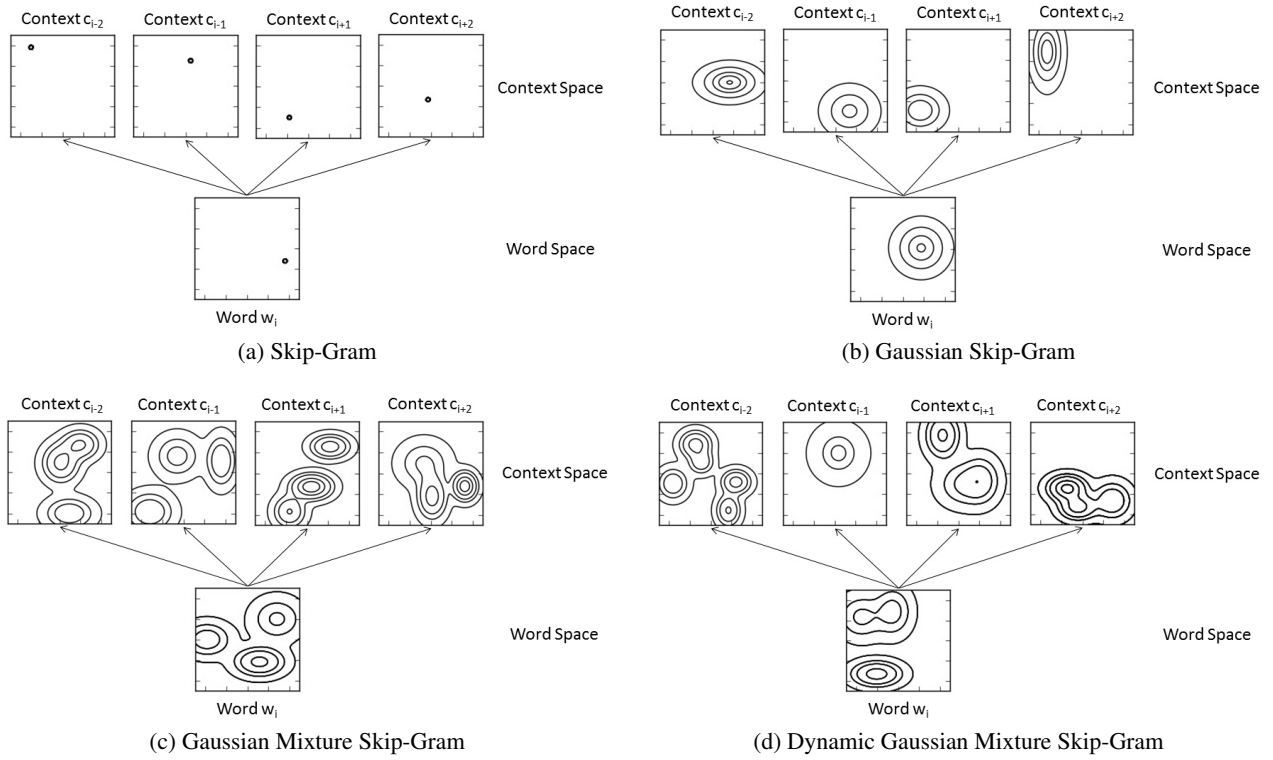 Context c_{i-2} Context c_{i-1} Context c_{i+1} Context c_{i+2}
Context Space
Word Space
Word w_i
(a) Skip-Gram
Context c_{i-2} Context c_{i-1} Context c_{i+1} Context c_{i+2}
Context Space
Word Space
Word w_i
(b) Gaussian Skip-Gram
Context c_{i-2} Context c_{i-1} Context c_{i+1} Context c_{i+2}
Context Space
Word Space
Word w_i
(c) Gaussian Mixture Skip-Gram
Context c_{i-2} Context c_{i-1} Context c_{i+1} Context c_{i+2}
Context Space
Word Space
Word w_i
(d) Dynamic Gaussian Mixture Skip-Gram